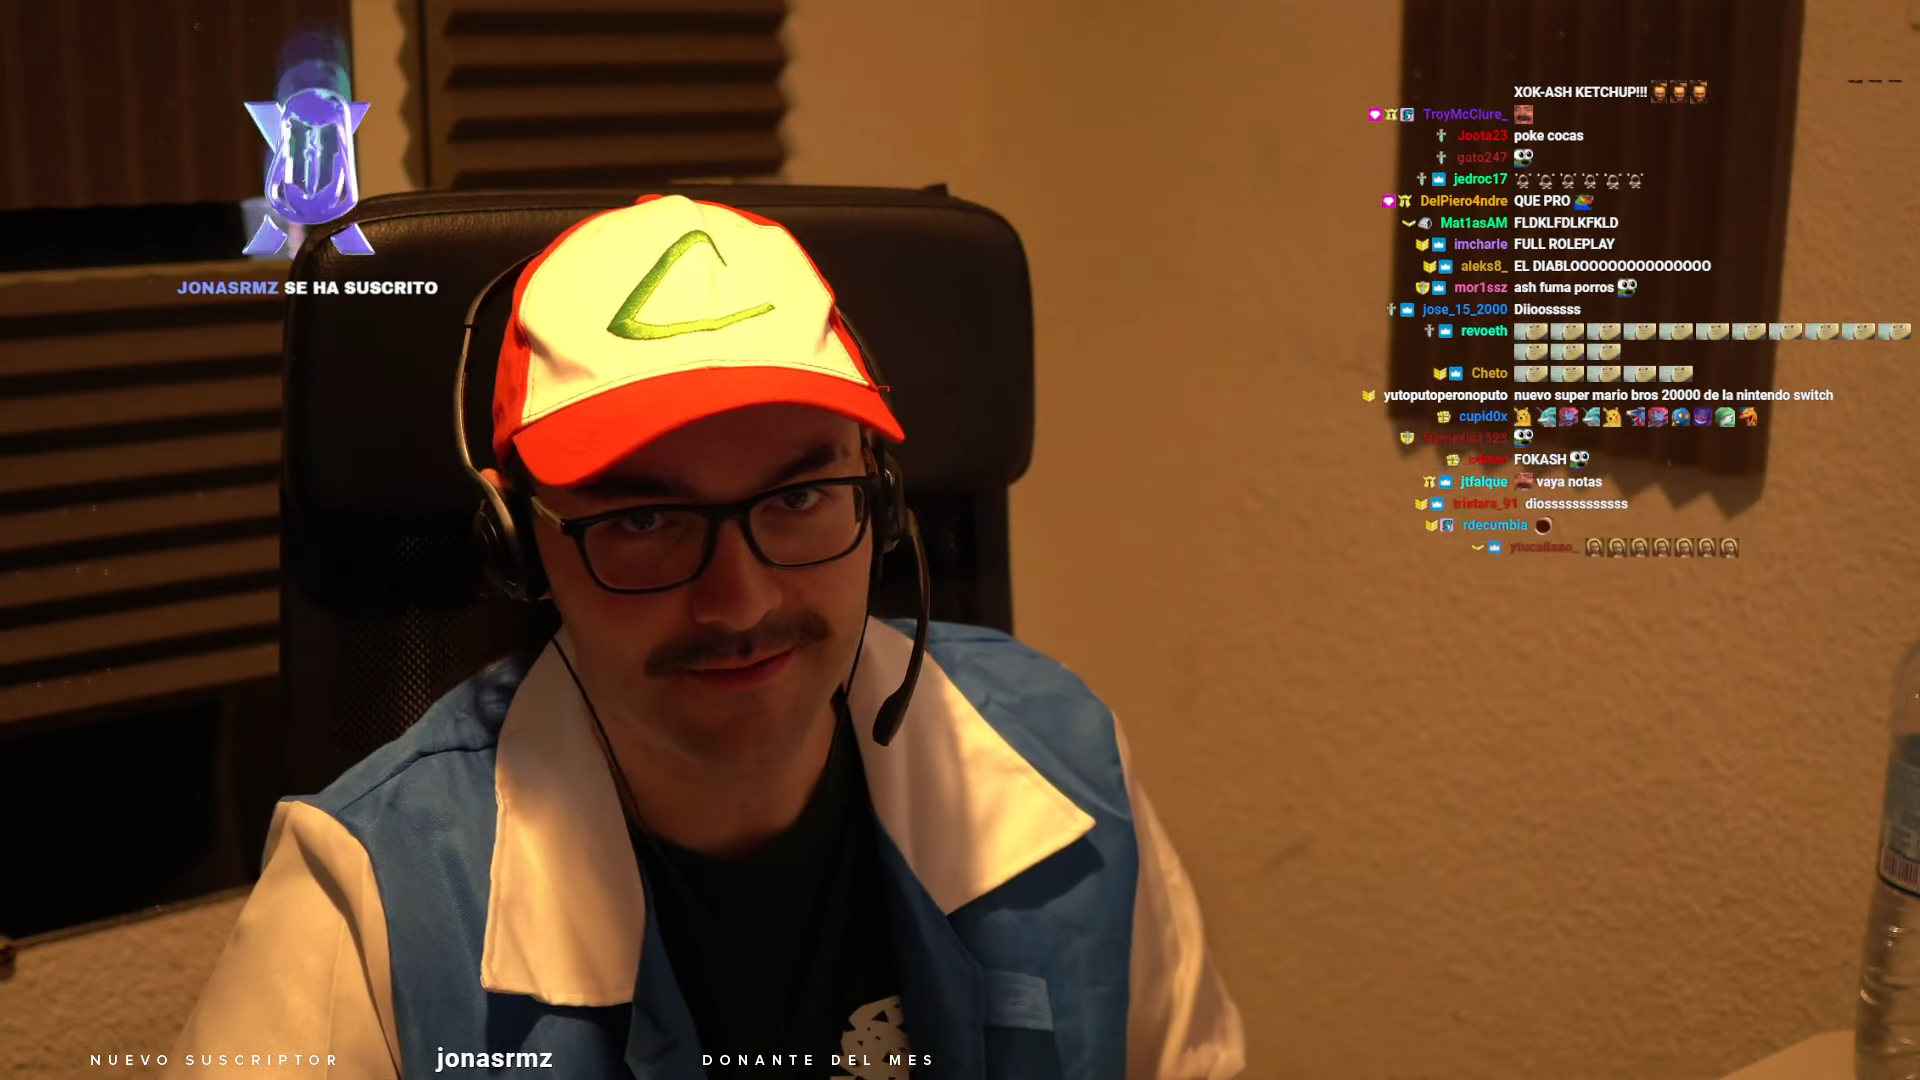 XOK-ASH KETCHUP!!!
TroyMcClure_
Joota23 poke cocas
gato247
jedroc17
DelPiero4ndre QUE PRO
Mat1asAM FLDKLFDLKFKLD
imcharle FULL ROLEPLAY
aleks8_ EL DIABLOOOOOOOOOOOOOOO
mor1ssz ash fuma porros
jose_15_2000 Diioosssss
revoeth
Cheto
yutoputoperonoputo nuevo super mario bros 20000 de la nintendo switch
cupid0x
FOKASH
jtfalque vaya notas
tristars_91 diosssssssssss
rdecumbia
JONASRMZ SE HA SUSCRITO
NUEVO SUSCRIPTOR jonasrmz DONANTE DEL MES